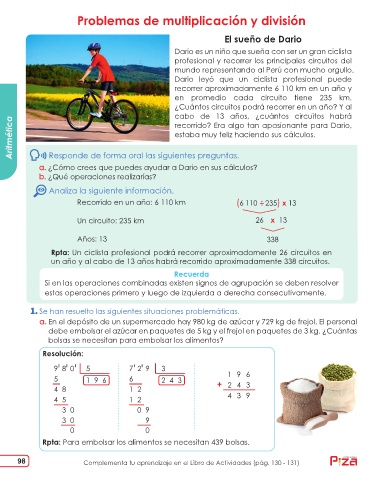 Problemas de multiplicación y división
El sueño de Dario
Dario es un niño que sueña con ser un gran ciclista
profesional y recorrer los principales circuitos del
mundo representando al Perú con mucho orgullo.
Dario leyó que un ciclista profesional puede
recorrer aproximadamente 6 110 km en un año y
en promedio cada circuito tiene 235 km.
¿Cuántos circuitos podrá recorrer en un año? Y al
cabo de 13 años, ¿cuántos circuitos habrá
recorrido? Era algo tan apasionante para Dario,
estaba muy feliz haciendo sus cálculos.
Aritmética
Responde de forma oral las siguientes preguntas.
a. ¿Cómo crees que puedes ayudar a Dario en sus cálculos?
b. ¿Qué operaciones realizarías?
Analiza la siguiente información.
Recorrido en un año: 6 110 km (6 110 ÷ 235) x 13
Un circuito: 235 km 26 x 13
Años: 13 338
Rpta: Un ciclista profesional podrá recorrer aproximadamente 26 circuitos en
un año y al cabo de 13 años habrá recorrido aproximadamente 338 circuitos.
Recuerda
Si en las operaciones combinadas existen signos de agrupación se deben resolver
estas operaciones primero y luego de izquierda a derecha consecutivamente.
1. Se han resuelto las siguientes situaciones problemáticas.
a. En el depósito de un supermercado hay 980 kg de azúcar y 729 kg de frejol. El personal
debe embolsar el azúcar en paquetes de 5 kg y el frejol en paquetes de 3 kg. ¿Cuántas
bolsas se necesitan para embolsar los alimentos?
Resolución:
9' 8' 0' 5 7' 2' 9' 3
5 1 9 6 6 2 4 3 1 9 6
4 8 1 2 + 2 4 3
4 5 1 2 4 3 9
3 0 0 9
3 0 9
0 0
Rpta: Para embolsar los alimentos se necesitan 439 bolsas.
98 Complementa tu aprendizaje en el Libro de Actividades (pág. 130 - 131)